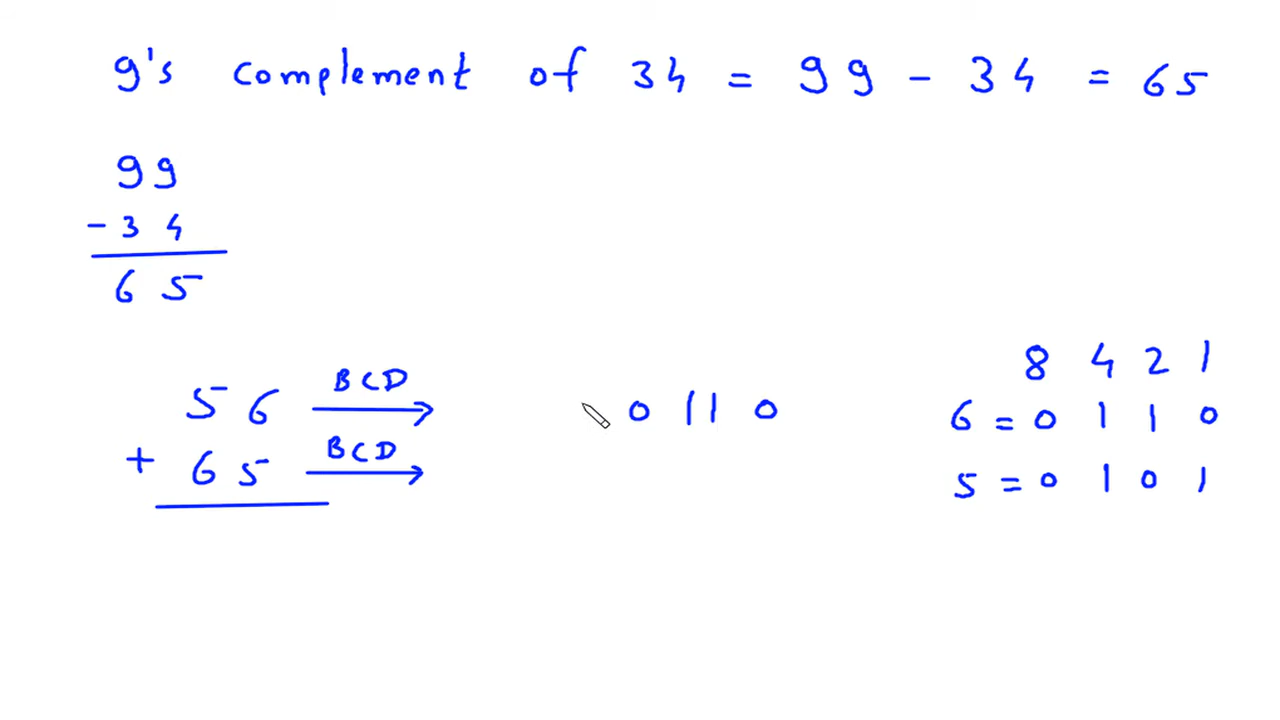 9's complement of 34 = 99 - 34 = 65
99
- 34
65
8 4 2 1
56 BCD 0110 6 = 0 1 1 0
+ 65 BCD 5 = 0 1 0 1